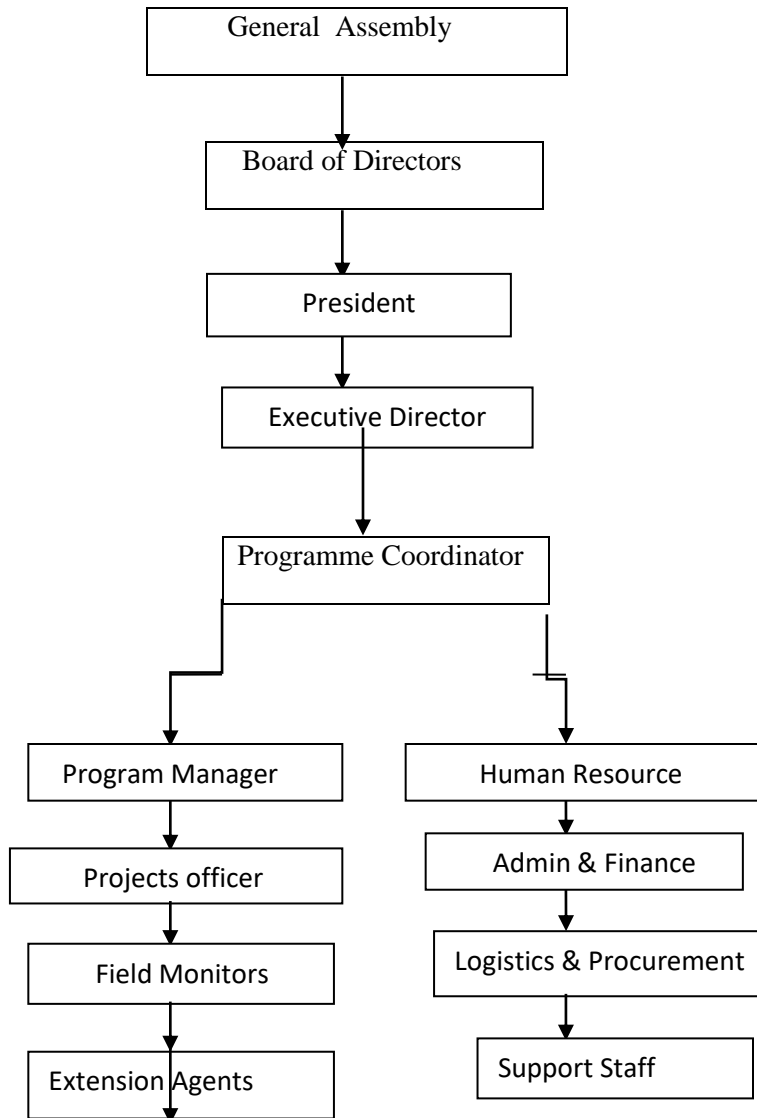 General Assembly
Board of Directors
President
Executive Director
Programme Coordinator
Program Manager
Human Resource
Projects officer
Admin & Finance
Field Monitors
Logistics & Procurement
Extension Agents
Support Staff